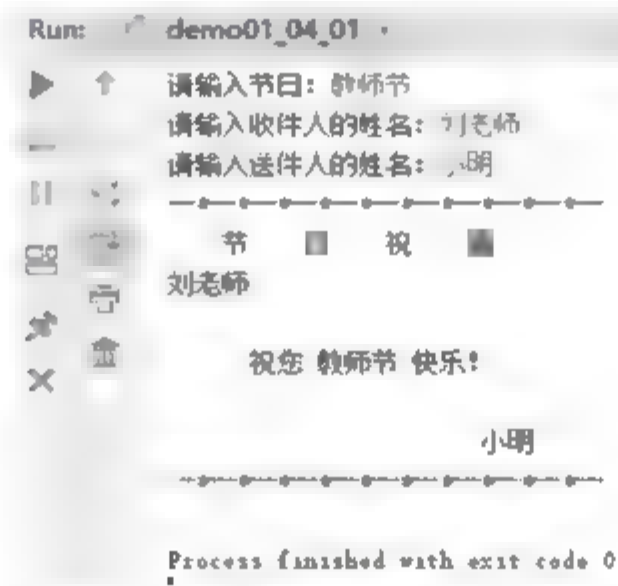 Run: demo01_04_01
请输入节日: 教师节
请输入收件人的姓名: 刘老师
请输入送件人的姓名: 小明
节 祝
刘老师
祝您 教师节 快乐!
小明
Process finished with exit code 0